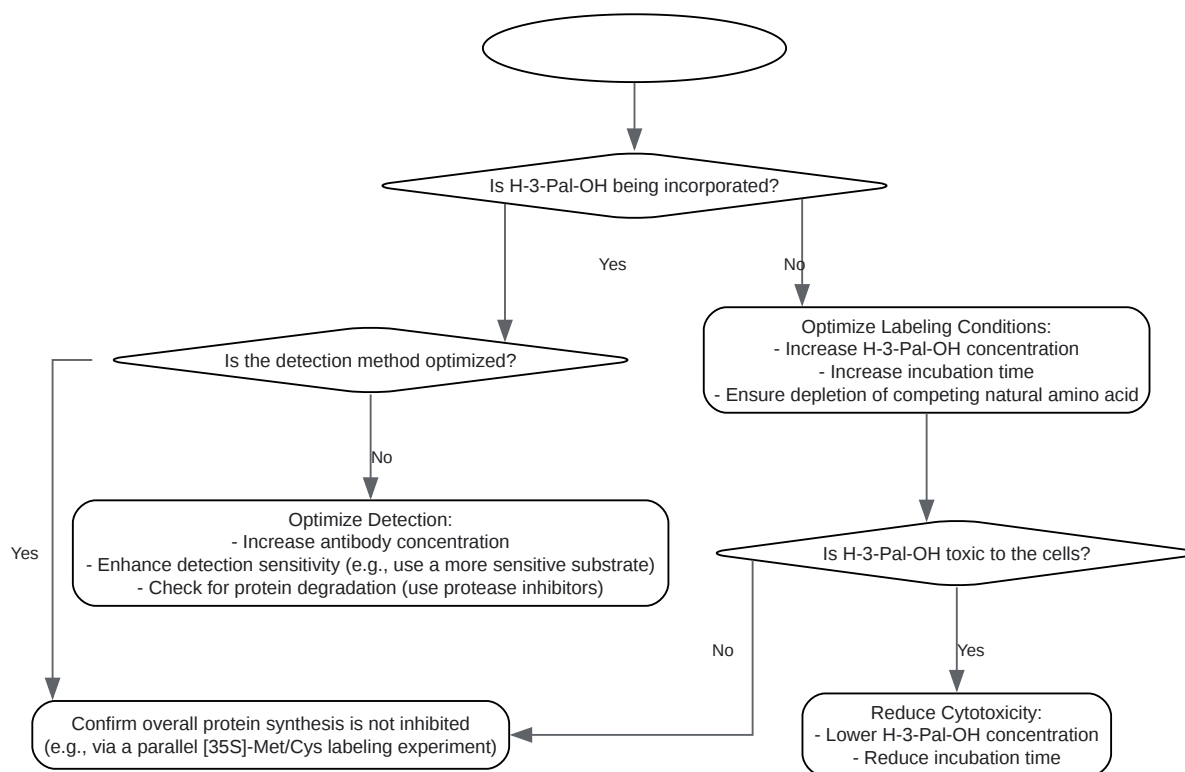 Is H-3-Pal-OH being incorporated?
Yes
No
Is the detection method optimized?
Optimize Labeling Conditions:
- Increase H-3-Pal-OH concentration
- Increase incubation time
- Ensure depletion of competing natural amino acid
No
Optimize Detection:
- Increase antibody concentration
- Enhance detection sensitivity (e.g., use a more sensitive substrate)
- Check for protein degradation (use protease inhibitors)
Yes
Is H-3-Pal-OH toxic to the cells?
No
Yes
Confirm overall protein synthesis is not inhibited
(e.g., via a parallel [35S]-Met/Cys labeling experiment)
Reduce Cytotoxicity:
- Lower H-3-Pal-OH concentration
- Reduce incubation time